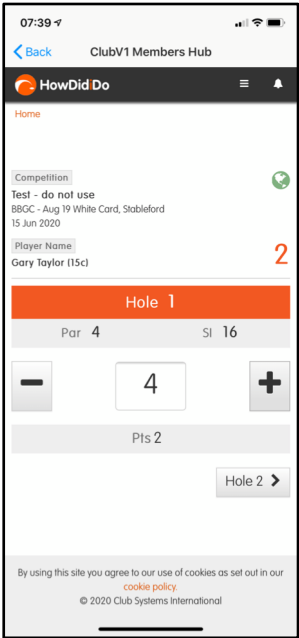 07:39
Back ClubV1 Members Hub
HowDidiDo
Home
Competition
Test - do not use
BBGC - Aug 19 White Card, Stableford
15 Jun 2020
Player Name
2
Gary Taylor (15c)
Hole 1
Par 4 SI 16
4
Pts 2
Hole 2
By using this site you agree to our use of cookies as set out in our
cookie policy.
© 2020 Club Systems International